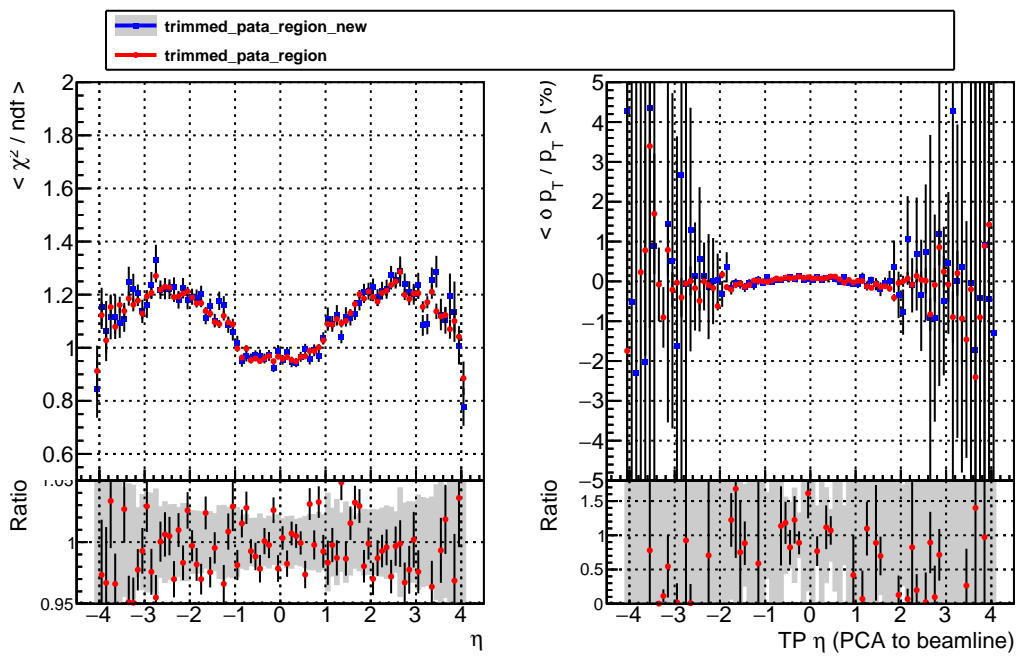 trimmed_pata_region_new
trimmed_pata_region
< χ² / ndf >
2
1.8
1.6
1.4
1.2
1
0.8
0.6
< σ p_T / p_T > (%)
5
4
3
2
1
0
−1
−2
−3
−4
−5
Ratio
1.05
1
0.95
−4 −3 −2 −1 0 1 2 3 4
η
Ratio
1.5
1
0.5
0
−4 −3 −2 −1 0 1 2 3 4
TP η (PCA to beamline)